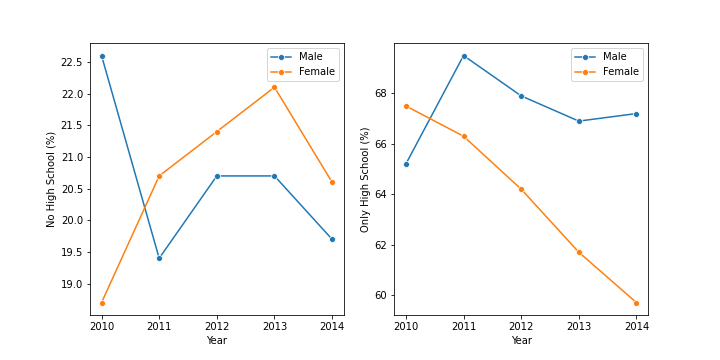 No High School (%)
22.5
22.0
21.5
21.0
20.5
20.0
19.5
19.0
2010 2011 2012 2013 2014
Year
Male
Female
Only High School (%)
68
66
64
62
60
2010 2011 2012 2013 2014
Year
Male
Female